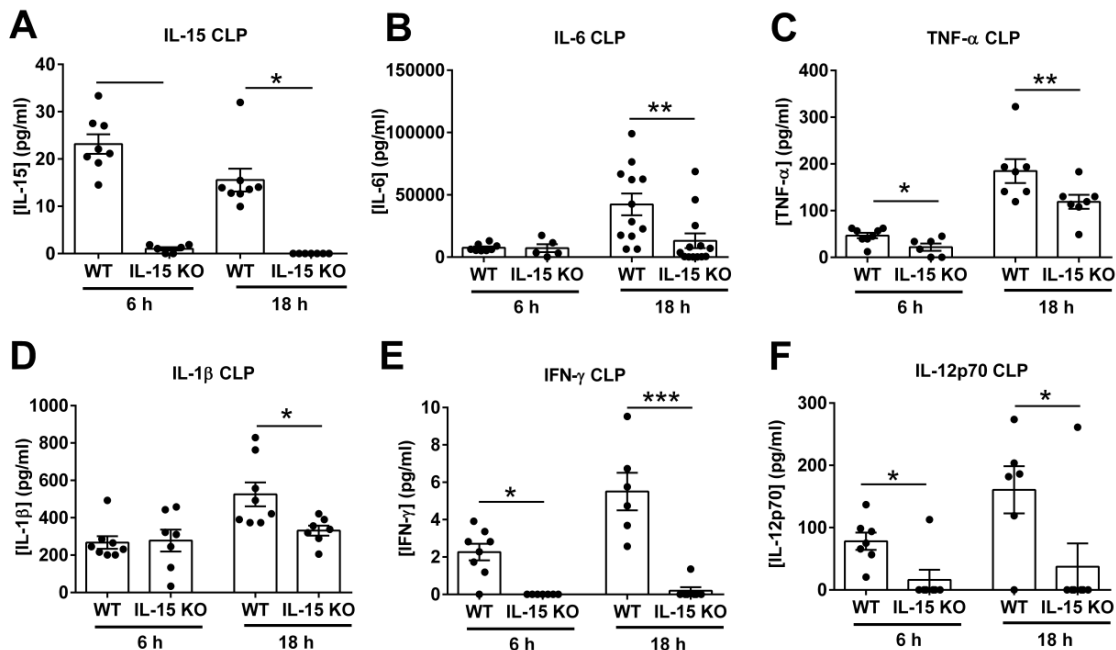 A
IL-15 CLP
[IL-15] (pg/ml)
40
30
20
10
0
*
WT IL-15 KO WT IL-15 KO
6 h 18 h
B
IL-6 CLP
[IL-6] (pg/ml)
150000
100000
50000
0
**
WT IL-15 KO WT IL-15 KO
6 h 18 h
C
TNF-α CLP
[TNF-α] (pg/ml)
400
300
200
100
0
* **
WT IL-15 KO WT IL-15 KO
6 h 18 h
D
IL-1β CLP
[IL-1β] (pg/ml)
1000
800
600
400
200
0
*
WT IL-15 KO WT IL-15 KO
6 h 18 h
E
IFN-γ CLP
[IFN-γ] (pg/ml)
10
8
6
4
2
0
* ***
WT IL-15 KO WT IL-15 KO
6 h 18 h
F
IL-12p70 CLP
[IL-12p70] (pg/ml)
300
200
100
0
* *
WT IL-15 KO WT IL-15 KO
6 h 18 h